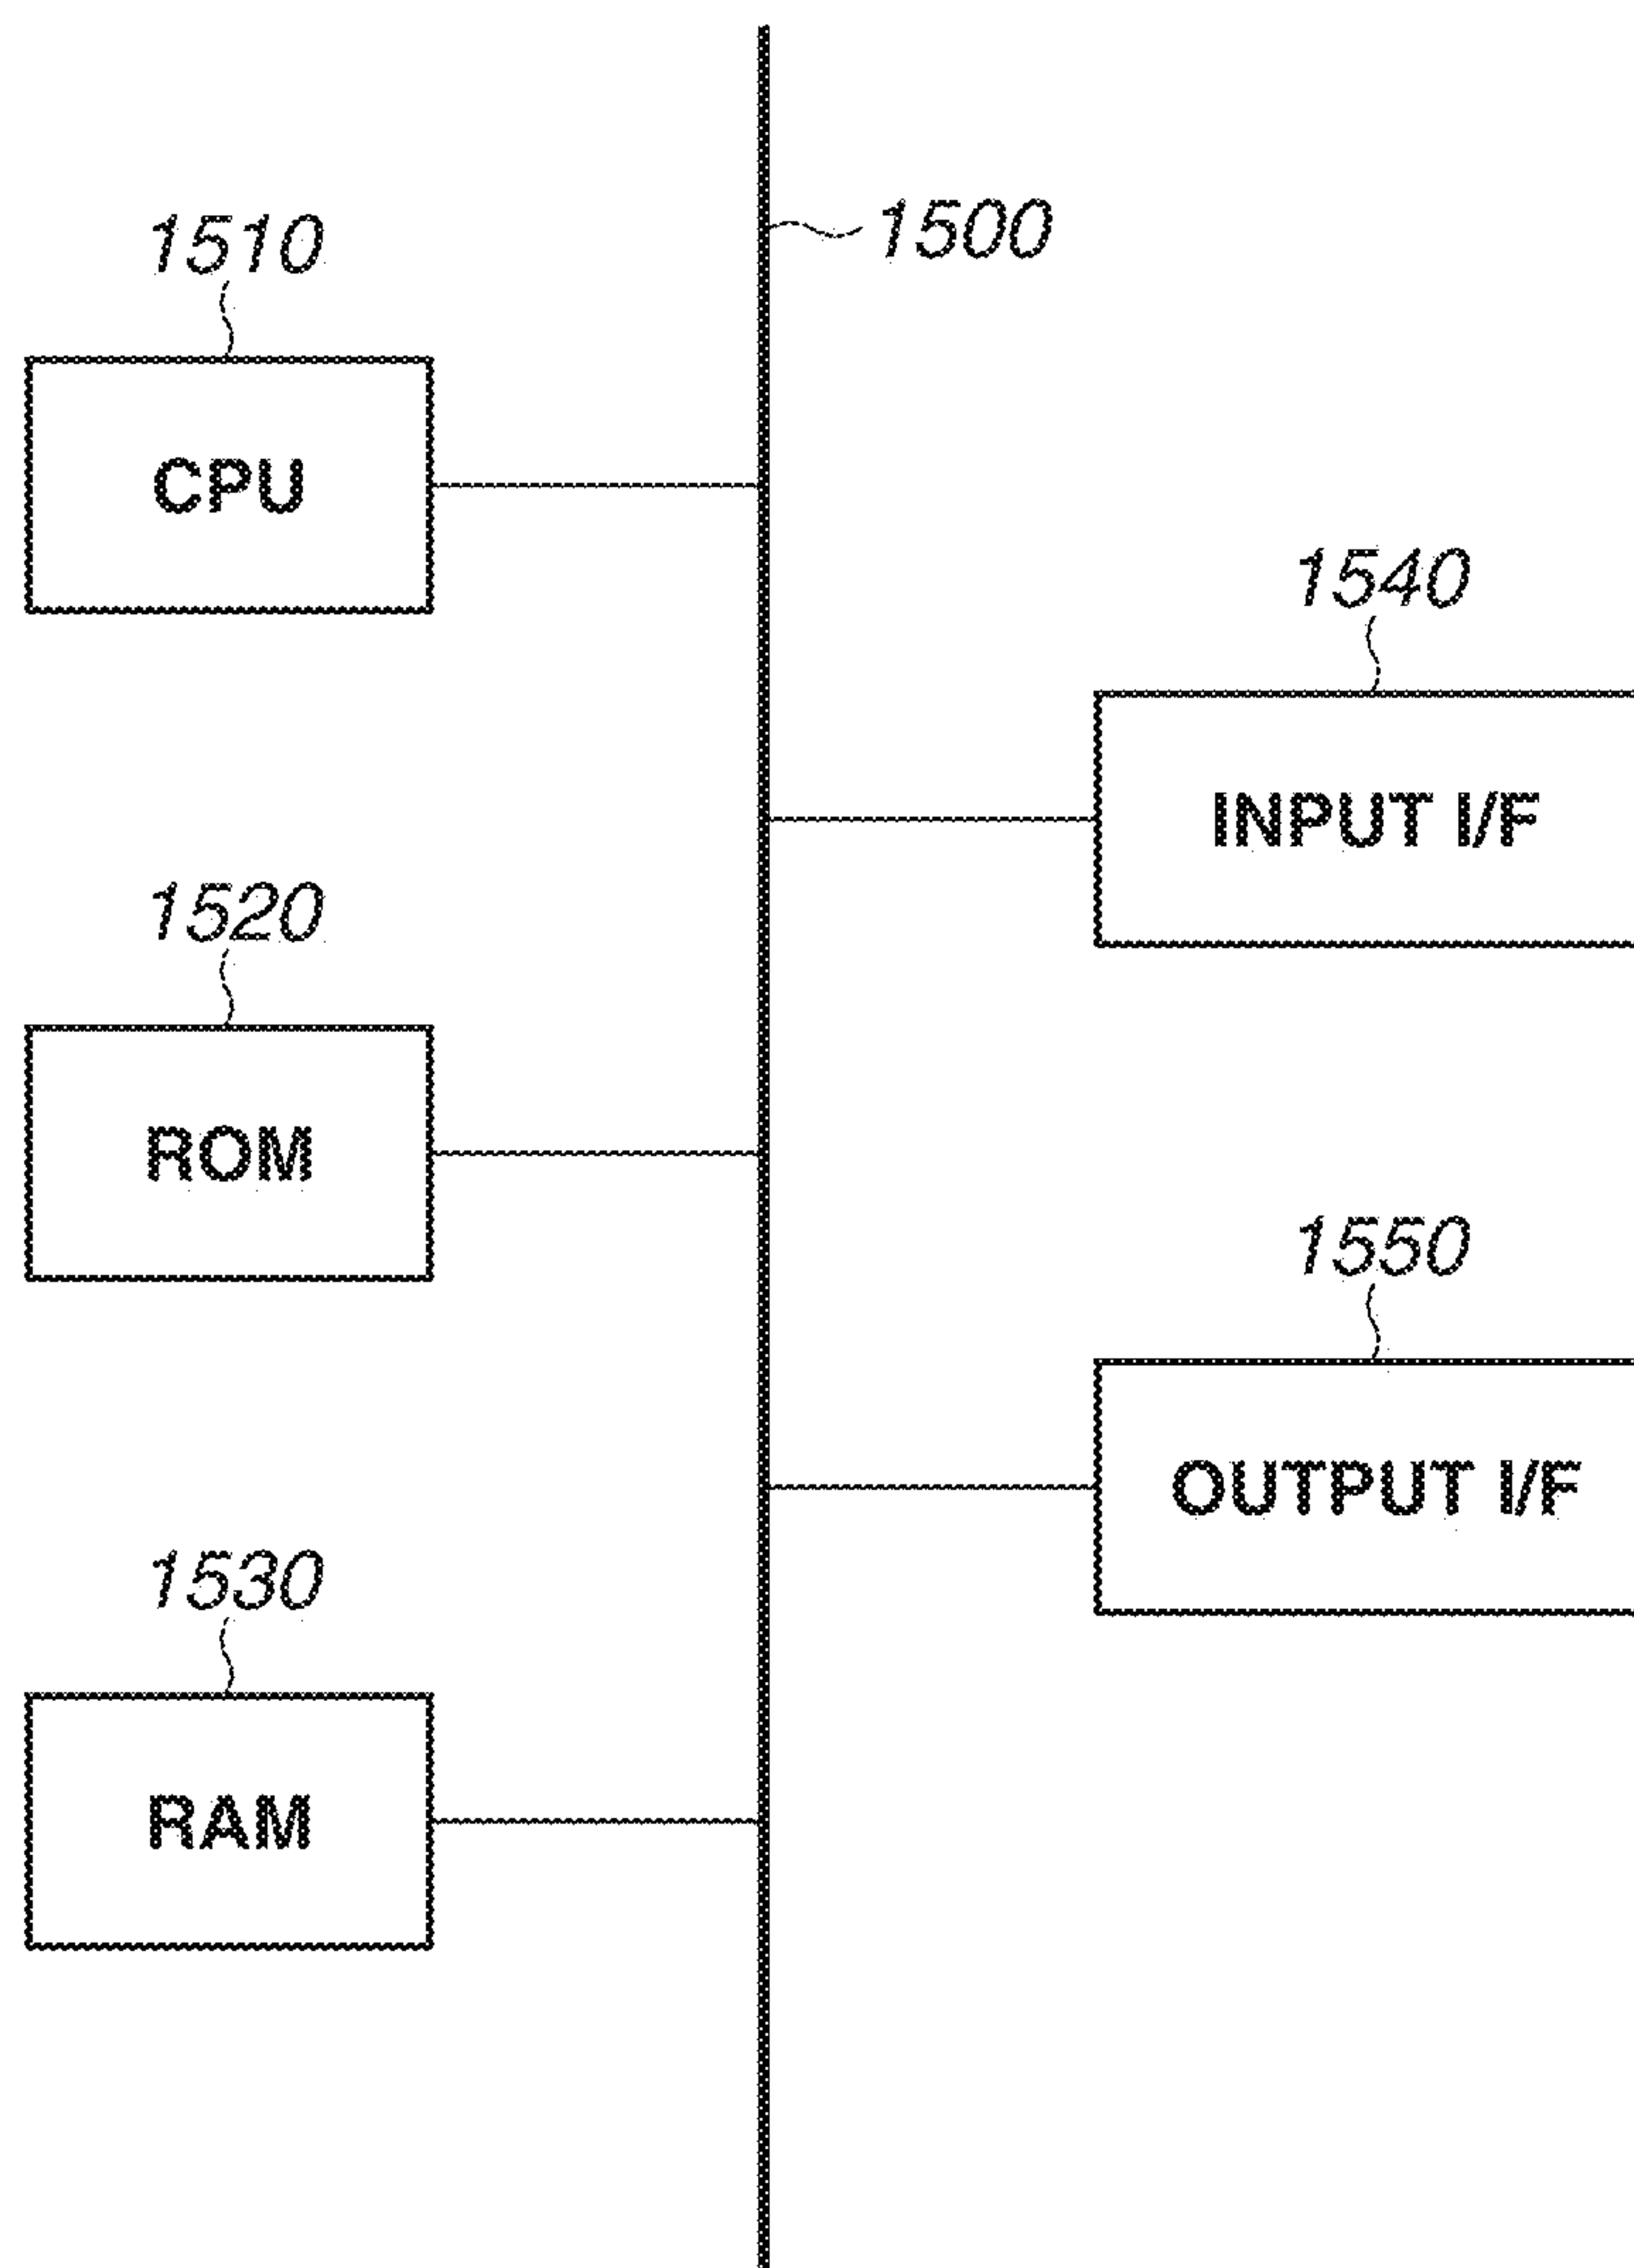 1500
1510
CPU
1540
INPUT I/F
1520
ROM
1550
OUTPUT I/F
1530
RAM